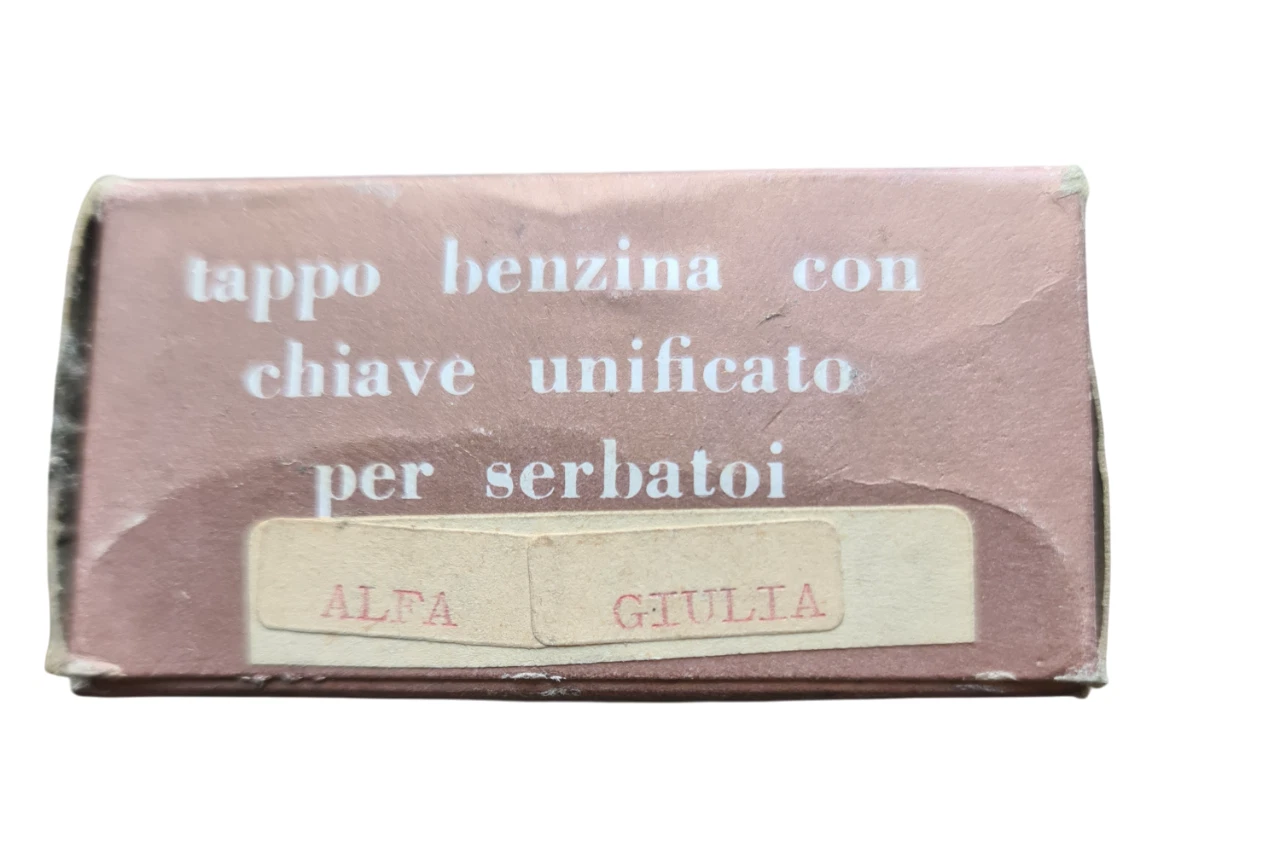 tappo benzina con
chiave unificato
per serbatoi
ALFA GIULIA